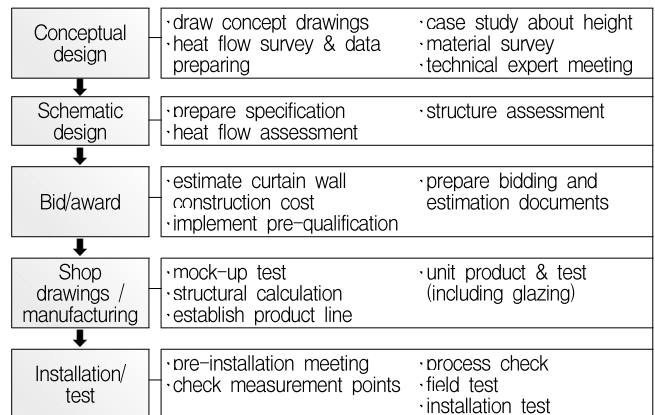 Conceptual
design
·draw concept drawings
·heat flow survey & data
preparing
·case study about height
·material survey
·technical expert meeting
Schematic
design
·prepare specification
·heat flow assessment
·structure assessment
Bid/award
·estimate curtain wall
construction cost
·implement pre-qualification
·prepare bidding and
estimation documents
Shop
drawings /
manufacturing
·mock-up test
·structural calculation
·establish product line
·unit product & test
(including glazing)
Installation/
test
·pre-installation meeting
·check measurement points
·process check
·field test
·installation test